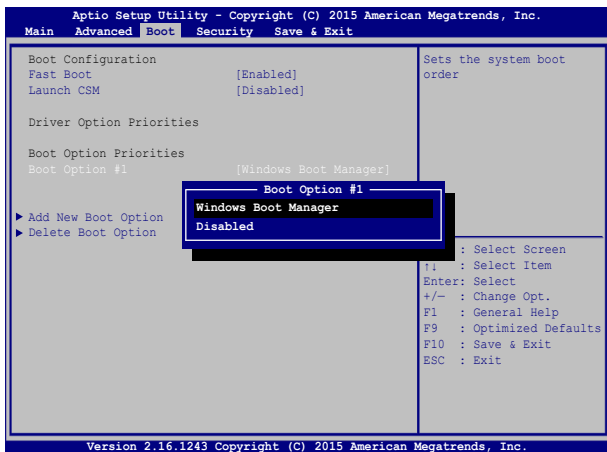 Aptio Setup Utility - Copyright (C) 2015 American Megatrends, Inc.
Main Advanced Boot Security Save & Exit
Boot Configuration
Fast Boot [Enabled]
Launch CSM [Disabled]
Driver Option Priorities
Boot Option Priorities
Boot Option #1 [Windows Boot Manager]
Boot Option #1
Windows Boot Manager
Disabled
Add New Boot Option
Delete Boot Option
Sets the system boot
order
: Select Screen
↑↓ : Select Item
Enter: Select
+/— : Change Opt.
F1 : General Help
F9 : Optimized Defaults
F10 : Save & Exit
ESC : Exit
Version 2.16.1243 Copyright (C) 2015 American Megatrends, Inc.